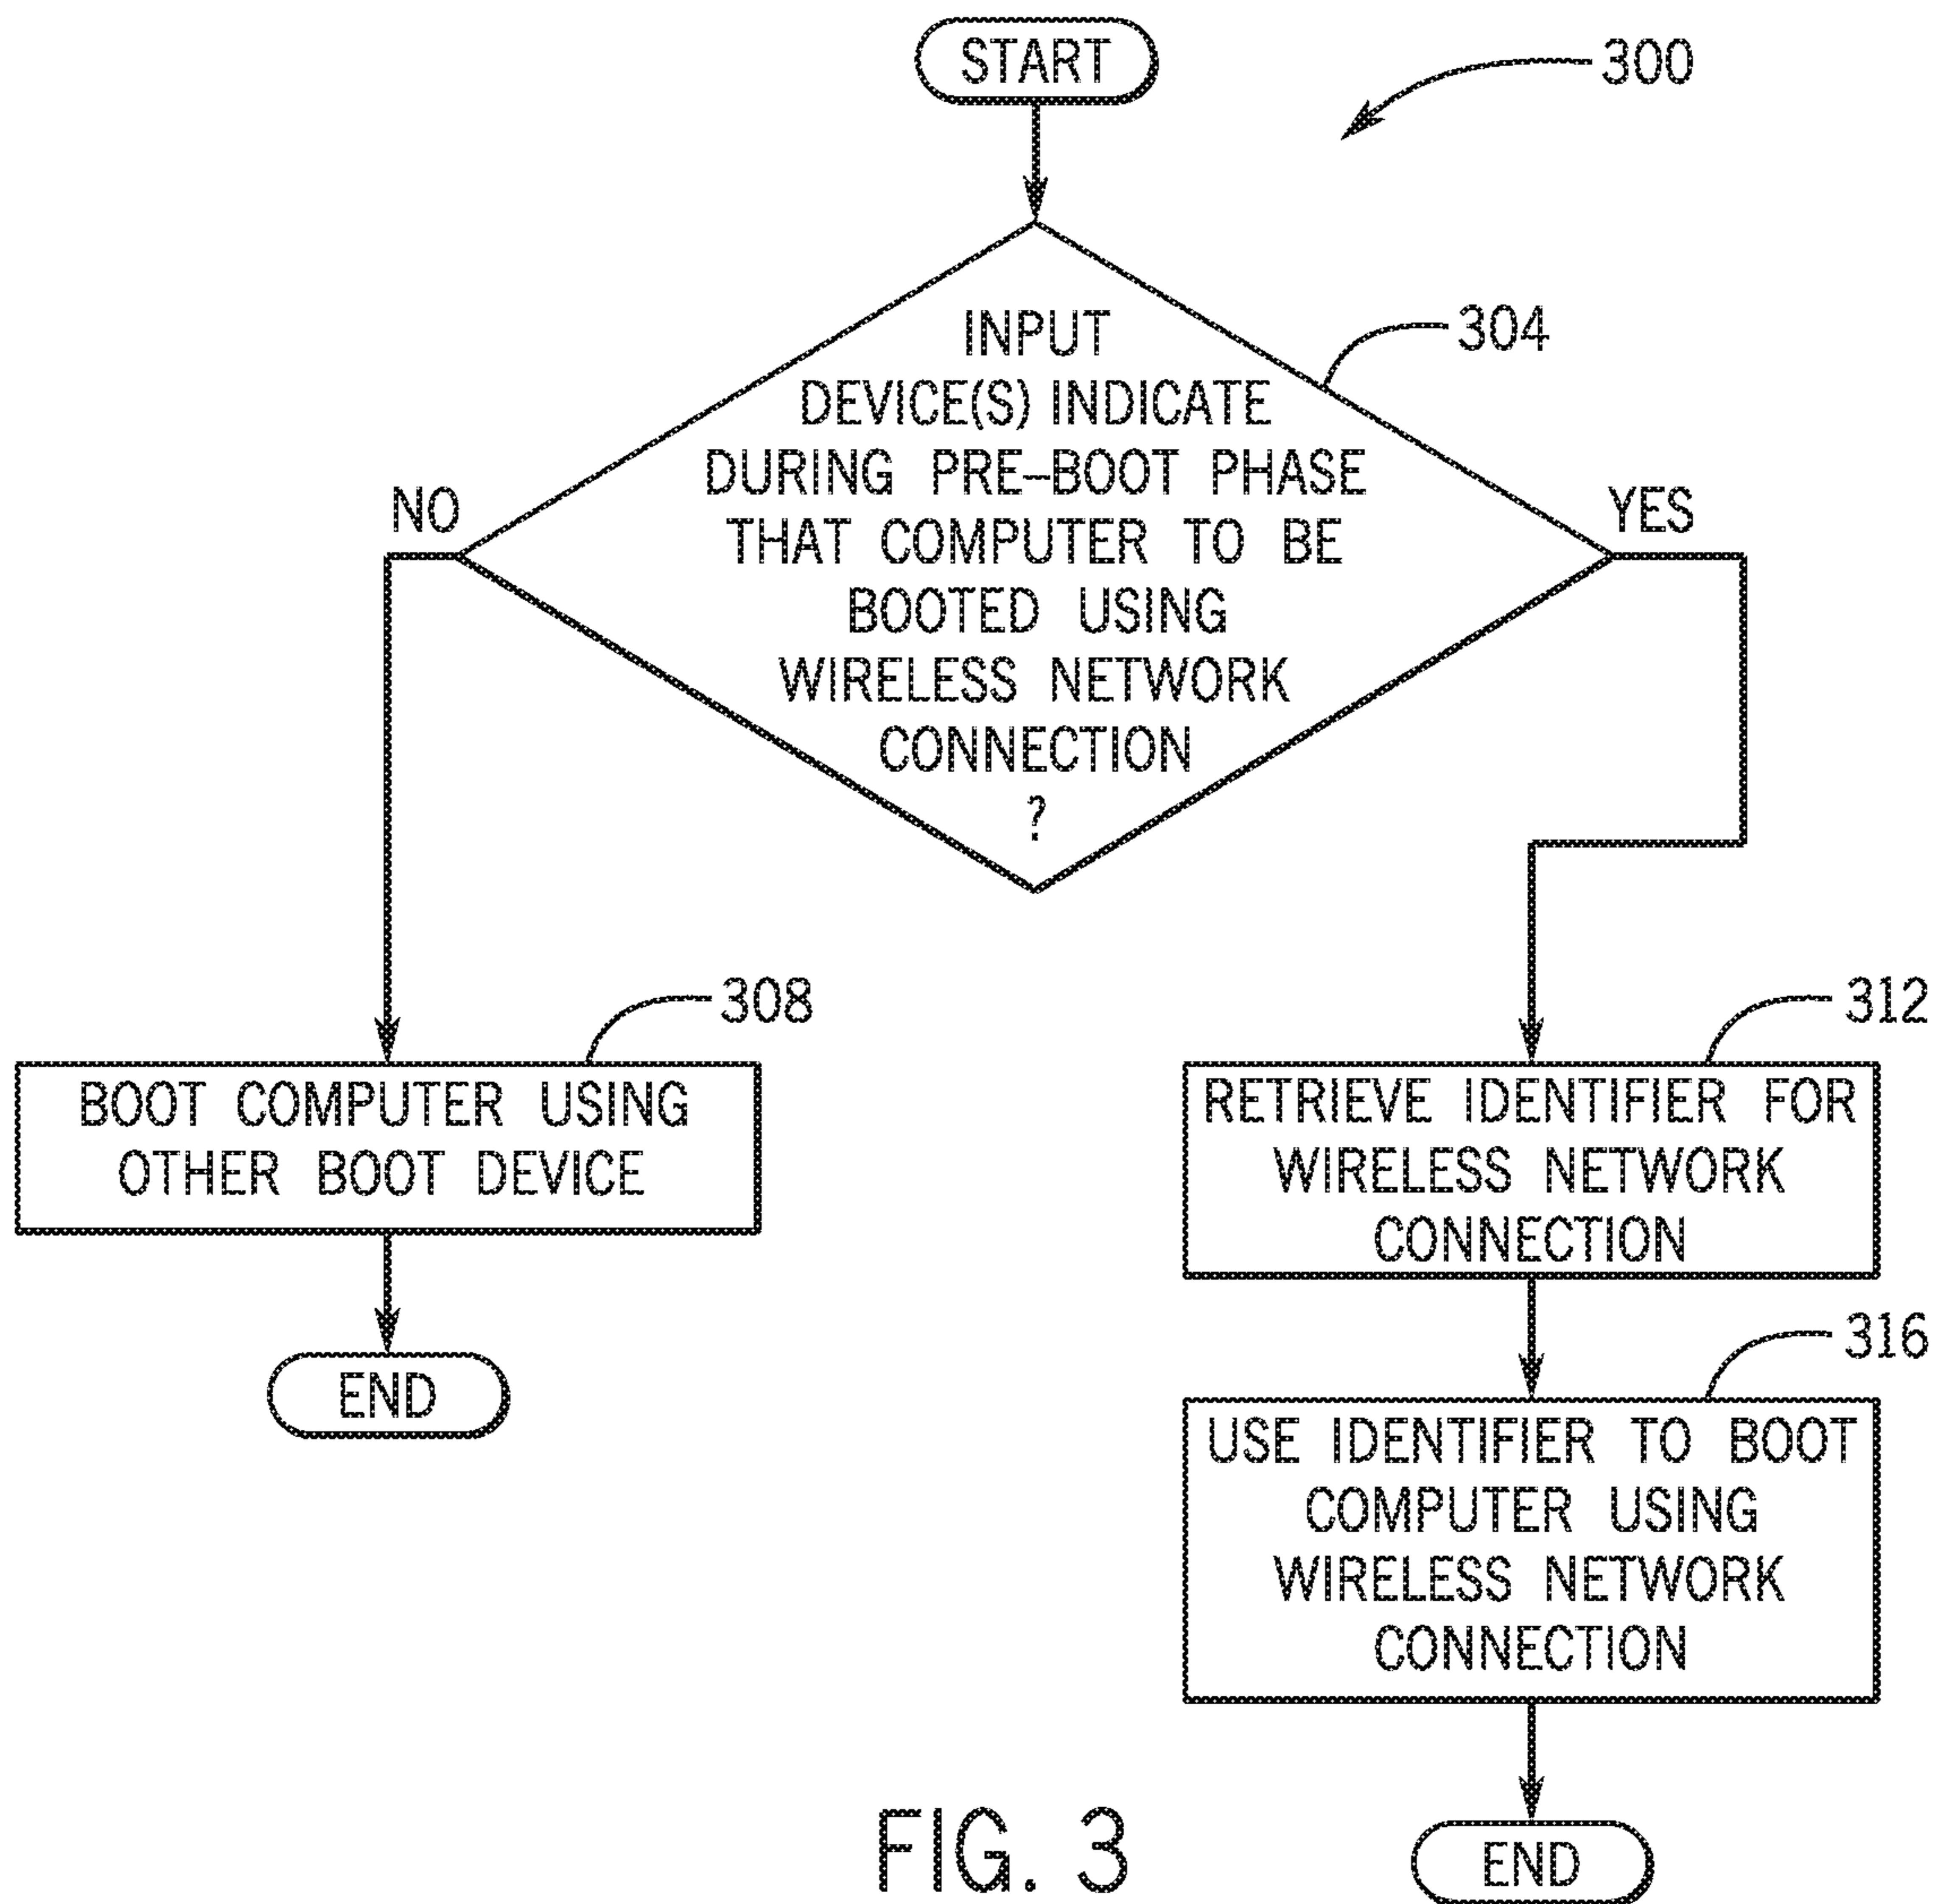 START
300
INPUT
DEVICE(S) INDICATE
DURING PRE-BOOT PHASE
THAT COMPUTER TO BE
BOOTED USING
WIRELESS NETWORK
CONNECTION
?
304
NO
YES
308
BOOT COMPUTER USING
OTHER BOOT DEVICE
END
312
RETRIEVE IDENTIFIER FOR
WIRELESS NETWORK
CONNECTION
316
USE IDENTIFIER TO BOOT
COMPUTER USING
WIRELESS NETWORK
CONNECTION
END
FIG. 3